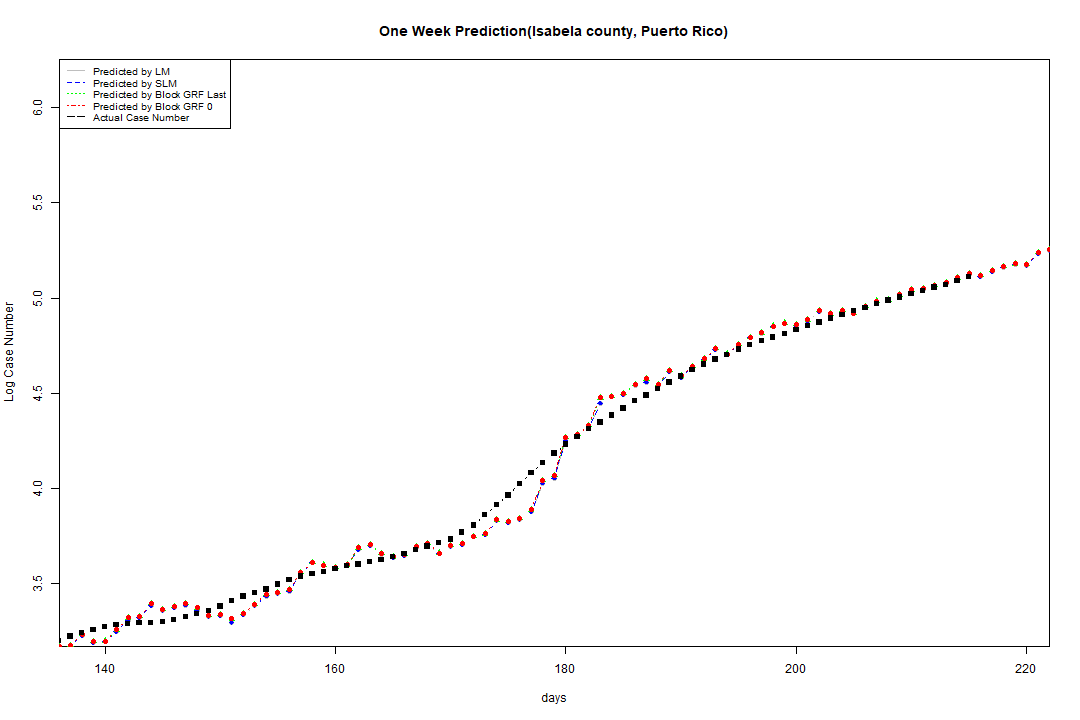 One Week Prediction(Isabela county, Puerto Rico)
Predicted by LM
Predicted by SLM
Predicted by Block GRF Last
Predicted by Block GRF 0
Actual Case Number
6.0
5.5
5.0
4.5
4.0
3.5
Log Case Number
140 160 180 200 220
days